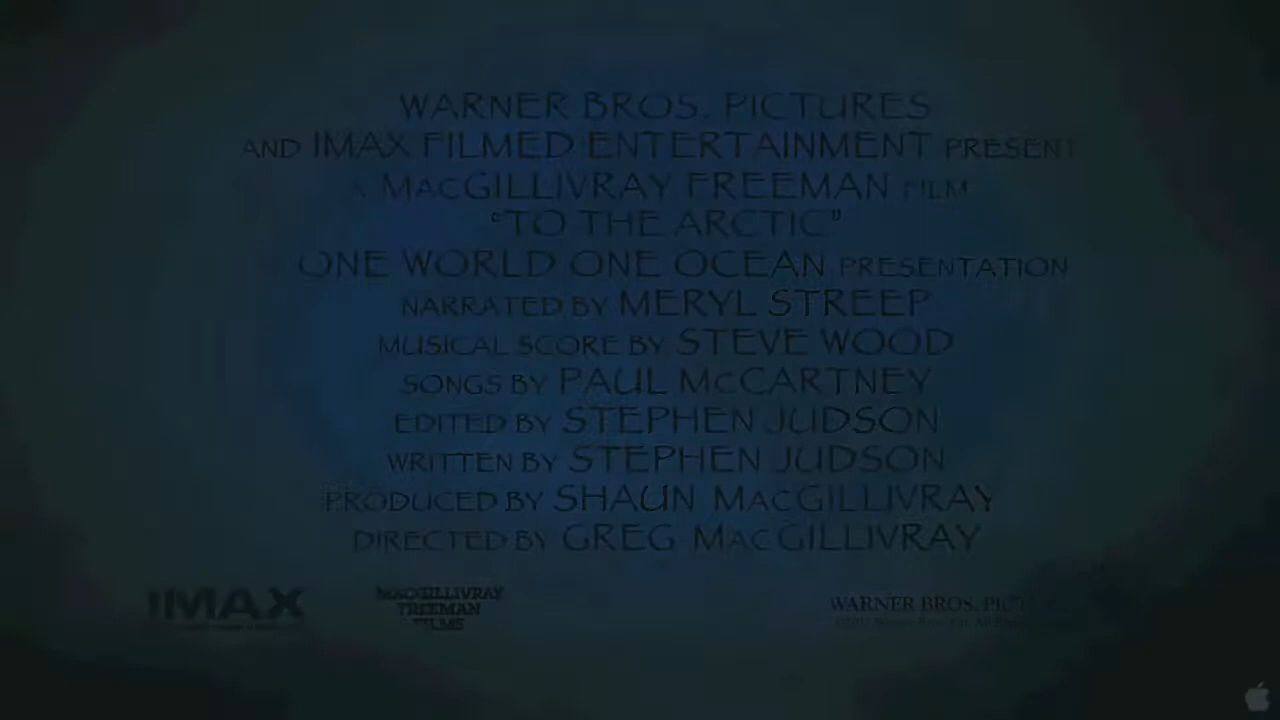 WARNER BROS. PICTURES
AND IMAX FILMED ENTERTAINMENT PRESENT
A MACGILLIVRAY FREEMAN FILM
“TO THE ARCTIC”
ONE WORLD ONE OCEAN PRESENTATION
NARRATED BY MERYL STREEP
MUSICAL SCORE BY STEVE WOOD
SONGS BY PAUL MCCARTNEY
EDITED BY STEPHEN JUDSON
WRITTEN BY STEPHEN JUDSON
PRODUCED BY SHAUN MACGILLIVRAY
DIRECTED BY GREG MACGILLIVRAY
IMAX
MACGILLIVRAY
FREEMAN
FILMS
WARNER BROS.